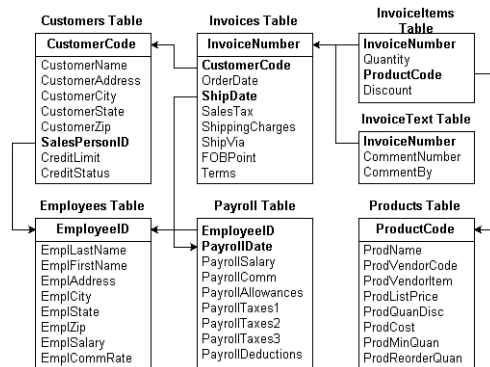 Customers Table
CustomerCode
CustomerName
CustomerAddress
CustomerCity
CustomerState
CustomerZip
SalesPersonID
CreditLimit
CreditStatus
Invoices Table
InvoiceNumber
CustomerCode
OrderDate
ShipDate
SalesTax
ShippingCharges
ShipVia
FOBPoint
Terms
InvoiceItems
Table
InvoiceNumber
Quantity
ProductCode
Discount
InvoiceText Table
InvoiceNumber
CommentNumber
CommentBy
Employees Table
EmployeeID
EmplLastName
EmplFirstName
EmplAddress
EmplCity
EmplState
EmplZip
EmplSalary
EmplCommRate
Payroll Table
EmployeeID
PayrollDate
PayrollSalary
PayrollComm
PayrollAllowances
PayrollTaxes1
PayrollTaxes2
PayrollTaxes3
PayrollDeductions
Products Table
ProductCode
ProdName
ProdVendorCode
ProdVendorItem
ProdListPrice
ProdQuanDisc
ProdCost
ProdMinQuan
ProdReorderQuan